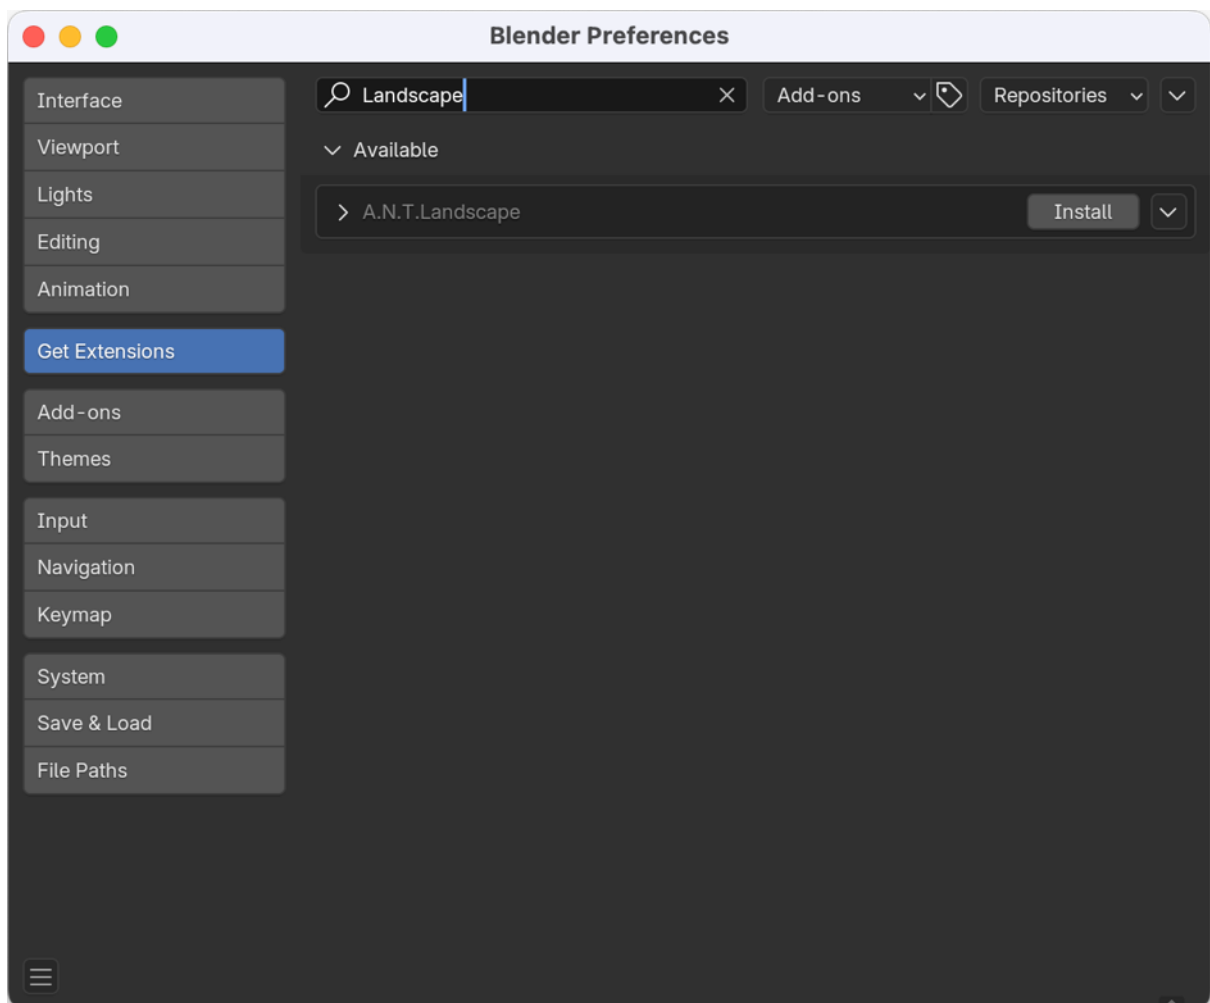 Blender Preferences
Interface
Viewport
Lights
Editing
Animation
Get Extensions
Add-ons
Themes
Input
Navigation
Keymap
System
Save & Load
File Paths
Landscape
Add-ons
Repositories
Available
A.N.T.Landscape
Install